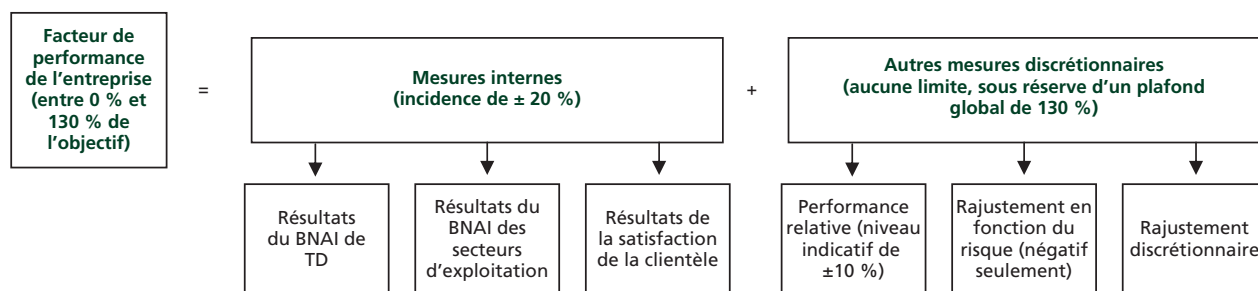 Facteur de
performance
de l’entreprise
(entre 0 % et
130 % de
l’objectif)
=
Mesures internes
(incidence de ± 20 %)
+
Autres mesures discrétionnaires
(aucune limite, sous réserve d’un plafond
global de 130 %)
Résultats
du BNAI de
TD
Résultats du
BNAI des
secteurs
d’exploitation
Résultats de
la satisfaction
de la clientèle
Performance
relative (niveau
indicatif de
±10 %)
Rajustement en
fonction du
risque (négatif
seulement)
Rajustement
discrétionnaire